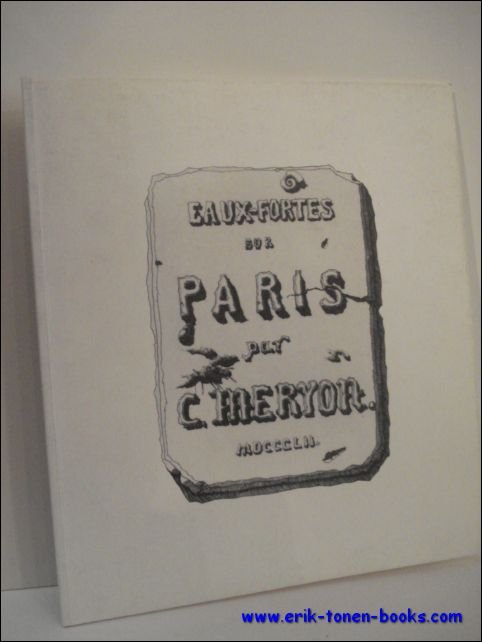 EAUX-FORTES
SUR
PARIS
par
C. MERYON.
MDCCCLII.
www.erik-tonen-books.com